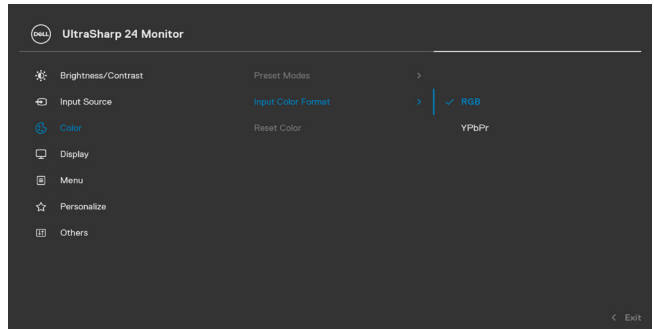 DELL UltraSharp 24 Monitor
Brightness/Contrast Preset Modes >
Input Source Input Color Format > ✓ RGB
Color Reset Color YPbPr
Display
Menu
Personalize
Others
< Exit